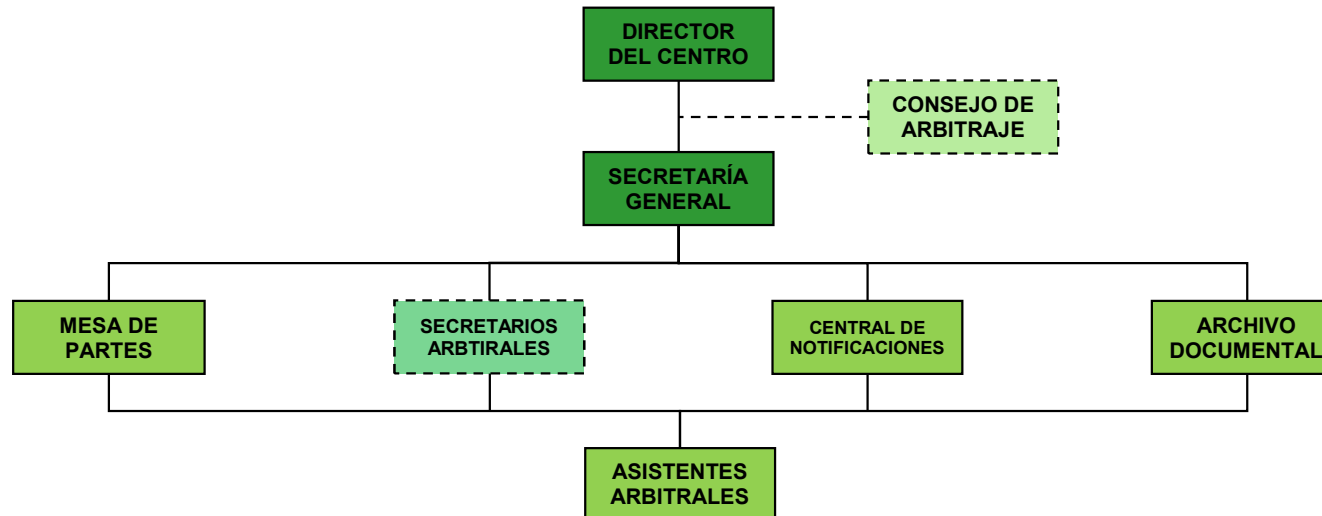 DIRECTOR
DEL CENTRO
CONSEJO DE
ARBITRAJE
SECRETARÍA
GENERAL
MESA DE
PARTES
SECRETARIOS
ARBTIRALES
CENTRAL DE
NOTIFICACIONES
ARCHIVO
DOCUMENTAL
ASISTENTES
ARBITRALES